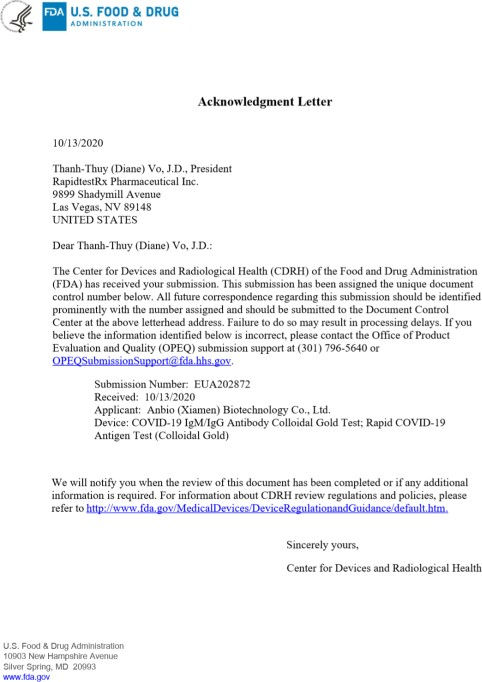 FDA U.S. FOOD & DRUG
ADMINISTRATION
Acknowledgment Letter
10/13/2020
Thanh-Thuy (Diane) Vo, J.D., President
RapidtestRx Pharmaceutical Inc.
9899 Shadymill Avenue
Las Vegas, NV 89148
UNITED STATES
Dear Thanh-Thuy (Diane) Vo, J.D.:
The Center for Devices and Radiological Health (CDRH) of the Food and Drug Administration
(FDA) has received your submission. This submission has been assigned the unique document
control number below. All future correspondence regarding this submission should be identified
prominently with the number assigned and should be submitted to the Document Control
Center at the above letterhead address. Failure to do so may result in processing delays. If you
believe the information identified below is incorrect, please contact the Office of Product
Evaluation and Quality (OPEQ) submission support at (301) 796-5640 or
OPEQSubmissionSupport@fda.hhs.gov.
Submission Number: EUA202872
Received: 10/13/2020
Applicant: Anbio (Xiamen) Biotechnology Co., Ltd.
Device: COVID-19 IgM/IgG Antibody Colloidal Gold Test; Rapid COVID-19
Antigen Test (Colloidal Gold)
We will notify you when the review of this document has been completed or if any additional
information is required. For information about CDRH review regulations and policies, please
refer to http://www.fda.gov/MedicalDevices/DeviceRegulationandGuidance/default.htm.
Sincerely yours,
Center for Devices and Radiological Health
U.S. Food & Drug Administration
10903 New Hampshire Avenue
Silver Spring, MD 20993
www.fda.gov